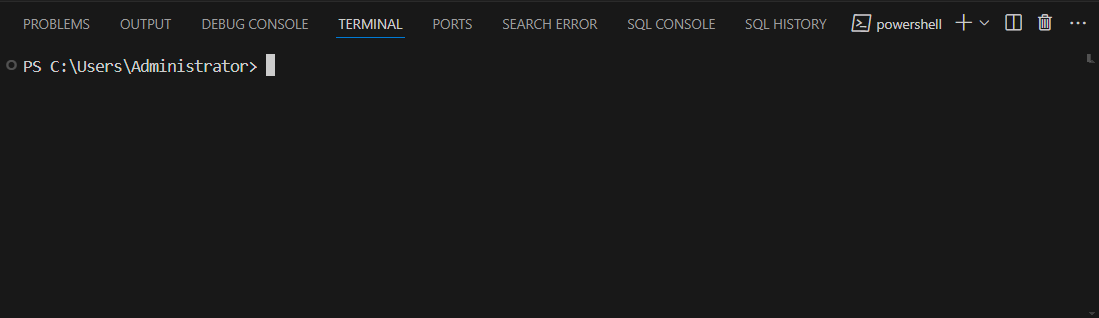 PROBLEMS OUTPUT DEBUG CONSOLE TERMINAL PORTS SEARCH ERROR SQL CONSOLE SQL HISTORY powershell
PS C:\Users\Administrator>